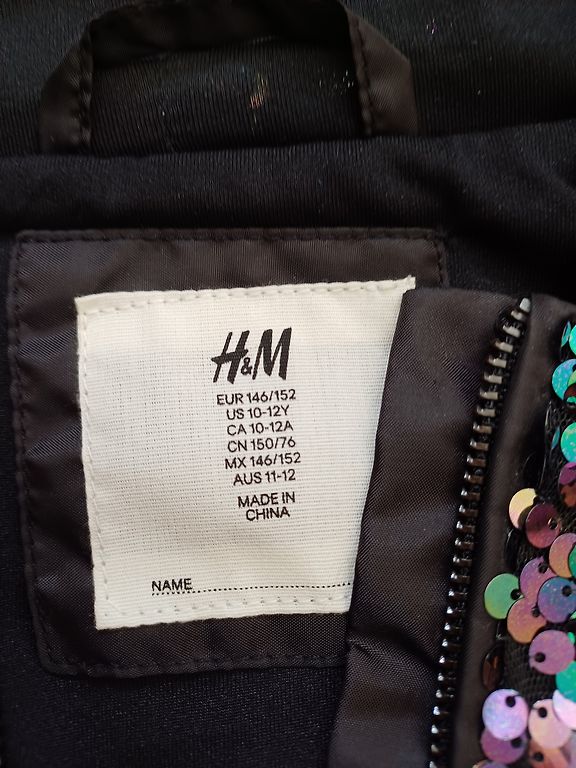 H&M
EUR 146/152
US 10-12Y
CA 10-12A
CN 150/76
MX 146/152
AUS 11-12
MADE IN
CHINA
NAME